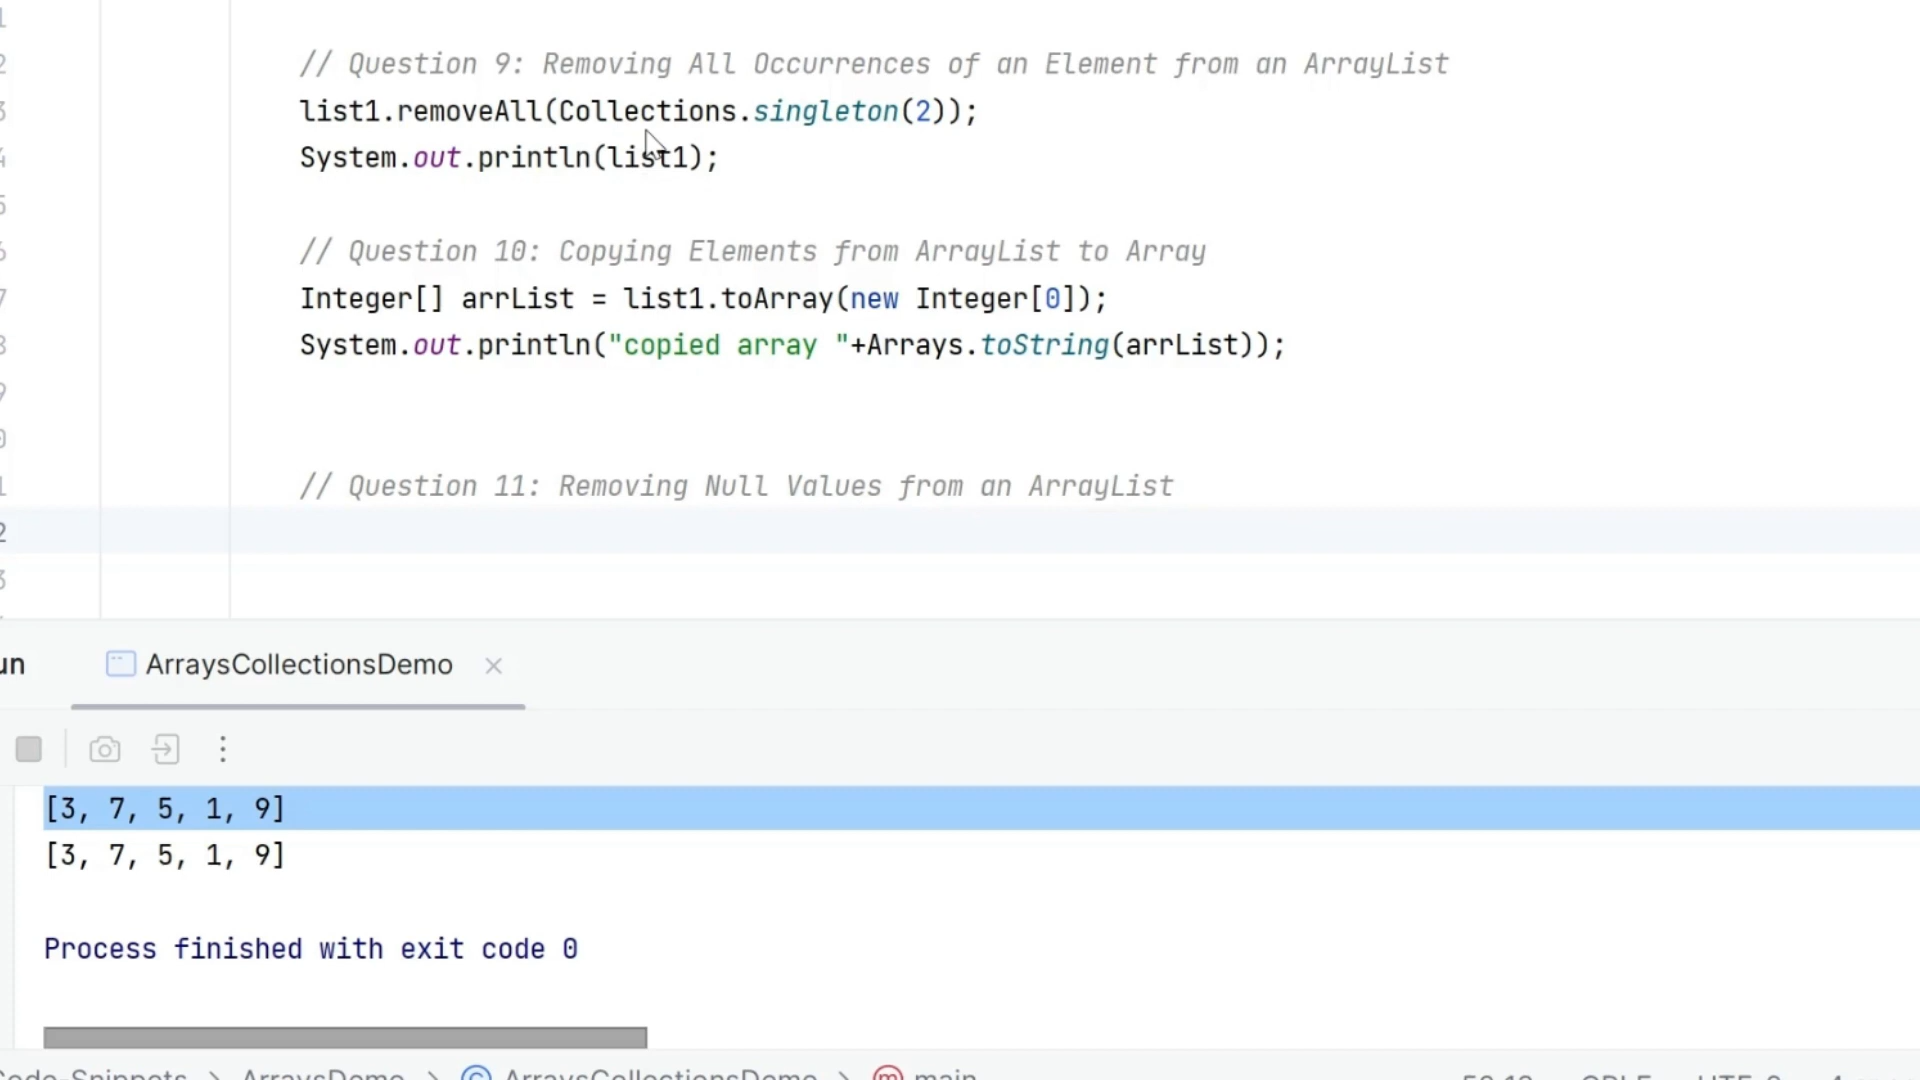 // Question 9: Removing All Occurrences of an Element from an ArrayList
list1.removeAll(Collections.singleton(2));
System.out.println(list1);
// Question 10: Copying Elements from ArrayList to Array
Integer[] arrList = list1.toArray(new Integer[0]);
System.out.println("copied array "+Arrays.toString(arrList));
// Question 11: Removing Null Values from an ArrayList
ArraysCollectionsDemo
[3, 7, 5, 1, 9]
[3, 7, 5, 1, 9]
Process finished with exit code 0
ArraysDemo > ArraysCollectionsDemo > main